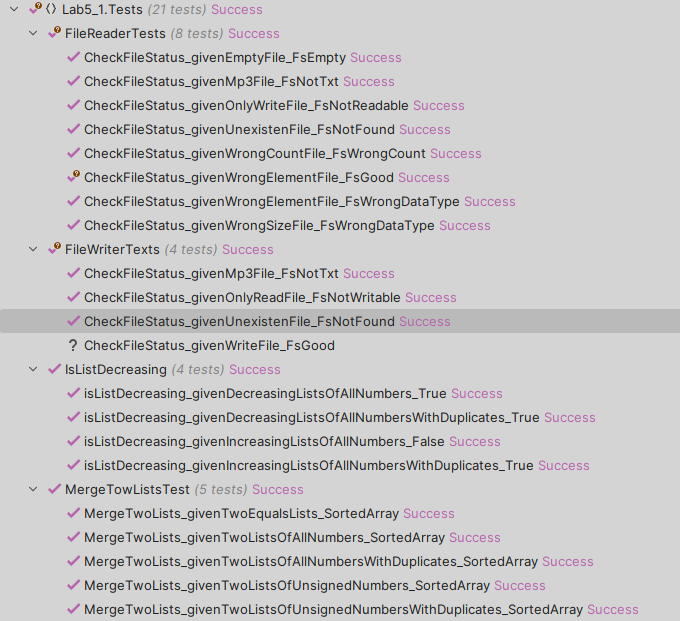 Lab5_1.Tests (21 tests) Success
FileReaderTests (8 tests) Success
CheckFileStatus_givenEmptyFile_FsEmpty Success
CheckFileStatus_givenMp3File_FsNotTxt Success
CheckFileStatus_givenOnlyWriteFile_FsNotReadable Success
CheckFileStatus_givenUnexistenFile_FsNotFound Success
CheckFileStatus_givenWrongCountFile_FsWrongCount Success
CheckFileStatus_givenWrongElementFile_FsGood Success
CheckFileStatus_givenWrongElementFile_FsWrongDataType Success
CheckFileStatus_givenWrongSizeFile_FsWrongDataType Success
FileWriterTexts (4 tests) Success
CheckFileStatus_givenMp3File_FsNotTxt Success
CheckFileStatus_givenOnlyReadFile_FsNotWritable Success
CheckFileStatus_givenUnexistenFile_FsNotFound Success
? CheckFileStatus_givenWriteFile_FsGood
IsListDecreasing (4 tests) Success
isListDecreasing_givenDecreasingListsOfAllNumbers_True Success
isListDecreasing_givenDecreasingListsOfAllNumbersWithDuplicates_True Success
isListDecreasing_givenIncreasingListsOfAllNumbers_False Success
isListDecreasing_givenIncreasingListsOfAllNumbersWithDuplicates_True Success
MergeTowListsTest (5 tests) Success
MergeTwoLists_givenTwoEqualsLists_SortedArray Success
MergeTwoLists_givenTwoListsOfAllNumbers_SortedArray Success
MergeTwoLists_givenTwoListsOfAllNumbersWithDuplicates_SortedArray Success
MergeTwoLists_givenTwoListsOfUnsignedNumbers_SortedArray Success
MergeTwoLists_givenTwoListsOfUnsignedNumbersWithDuplicates_SortedArray Success